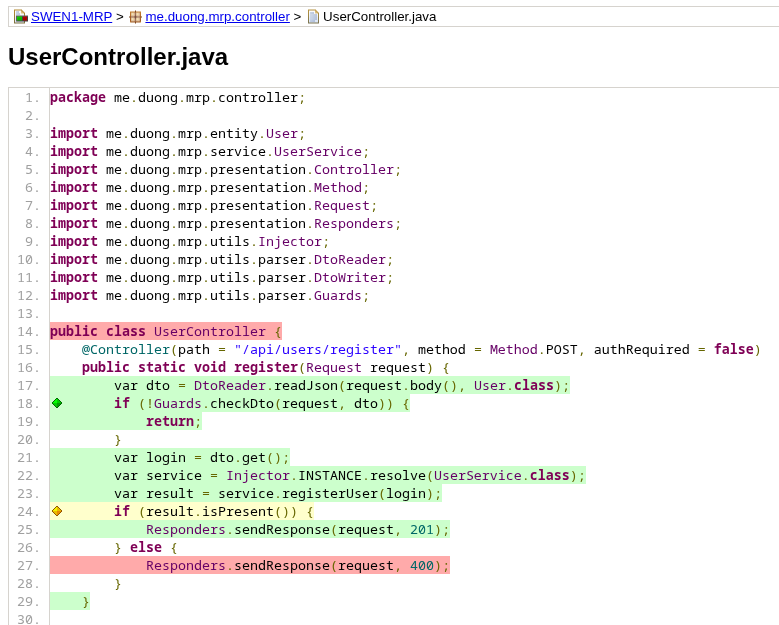 SWEN1-MRP > me.duong.mrp.controller > UserController.java
UserController.java
1. package me.duong.mrp.controller;
2.
3. import me.duong.mrp.entity.User;
4. import me.duong.mrp.service.UserService;
5. import me.duong.mrp.presentation.Controller;
6. import me.duong.mrp.presentation.Method;
7. import me.duong.mrp.presentation.Request;
8. import me.duong.mrp.presentation.Responders;
9. import me.duong.mrp.utils.Injector;
10. import me.duong.mrp.utils.parser.DtoReader;
11. import me.duong.mrp.utils.parser.DtoWriter;
12. import me.duong.mrp.utils.parser.Guards;
13.
14. public class UserController {
15.     @Controller(path = "/api/users/register", method = Method.POST, authRequired = false)
16.     public static void register(Request request) {
17.         var dto = DtoReader.readJson(request.body(), User.class);
18.         if (!Guards.checkDto(request, dto)) {
19.             return;
20.         }
21.         var login = dto.get();
22.         var service = Injector.INSTANCE.resolve(UserService.class);
23.         var result = service.registerUser(login);
24.         if (result.isPresent()) {
25.             Responders.sendResponse(request, 201);
26.         } else {
27.             Responders.sendResponse(request, 400);
28.         }
29.     }
30.